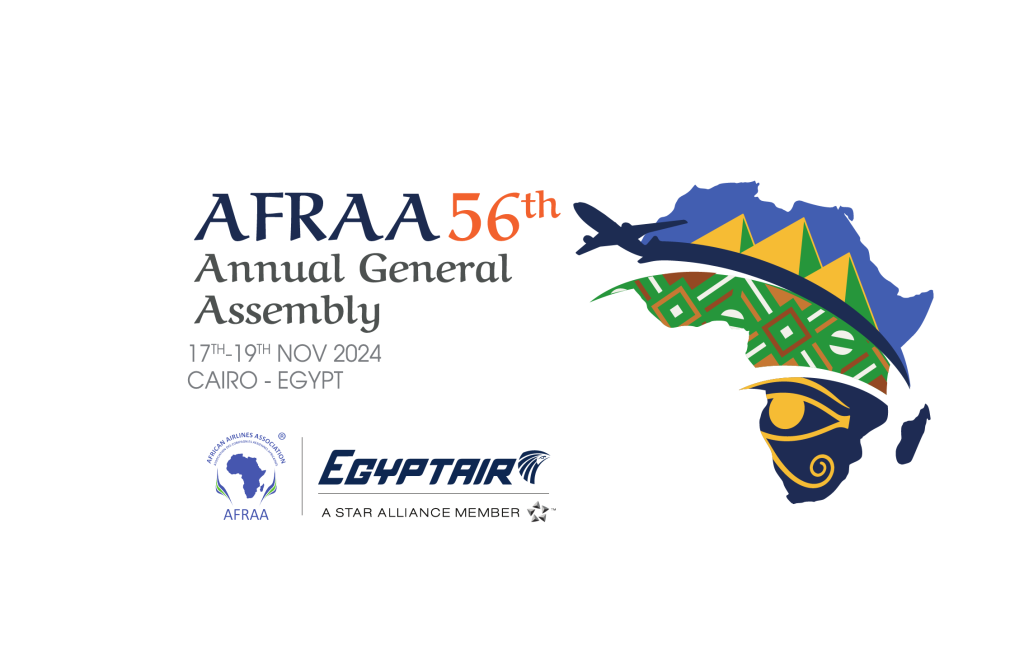 AFRAA 56th
Annual General
Assembly
17TH-19TH NOV 2024
CAIRO - EGYPT
AFRICAN AIRLINES ASSOCIATION ®
AFRAA
EGYPTAIR
A STAR ALLIANCE MEMBER ™